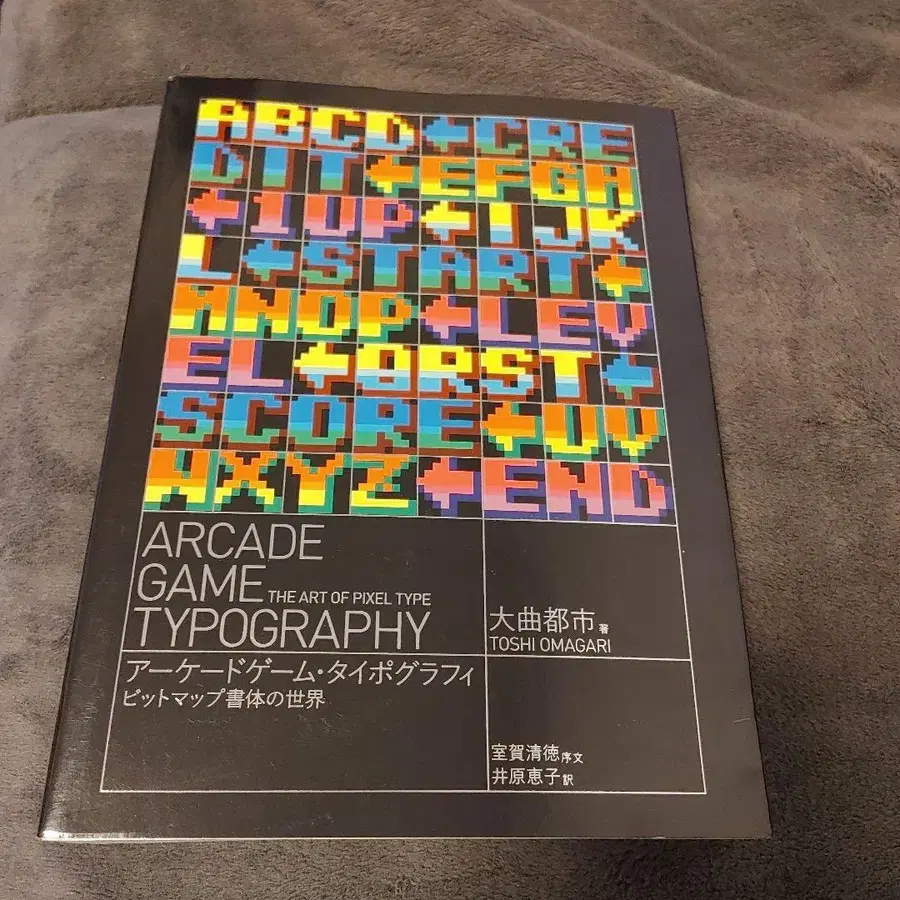 ABCD←CRE
DIT←EFGH
←1UP←IJK
L←START←
MNOP←LEV
EL←QRST←
SCORE←UV
WXYZ←END
ARCADE
GAME THE ART OF PIXEL TYPE
TYPOGRAPHY
アーケードゲーム・タイポグラフィ
ビットマップ書体の世界
大曲都市 著
TOSHI OMAGARI
室賀清徳 序文
井原恵子 訳